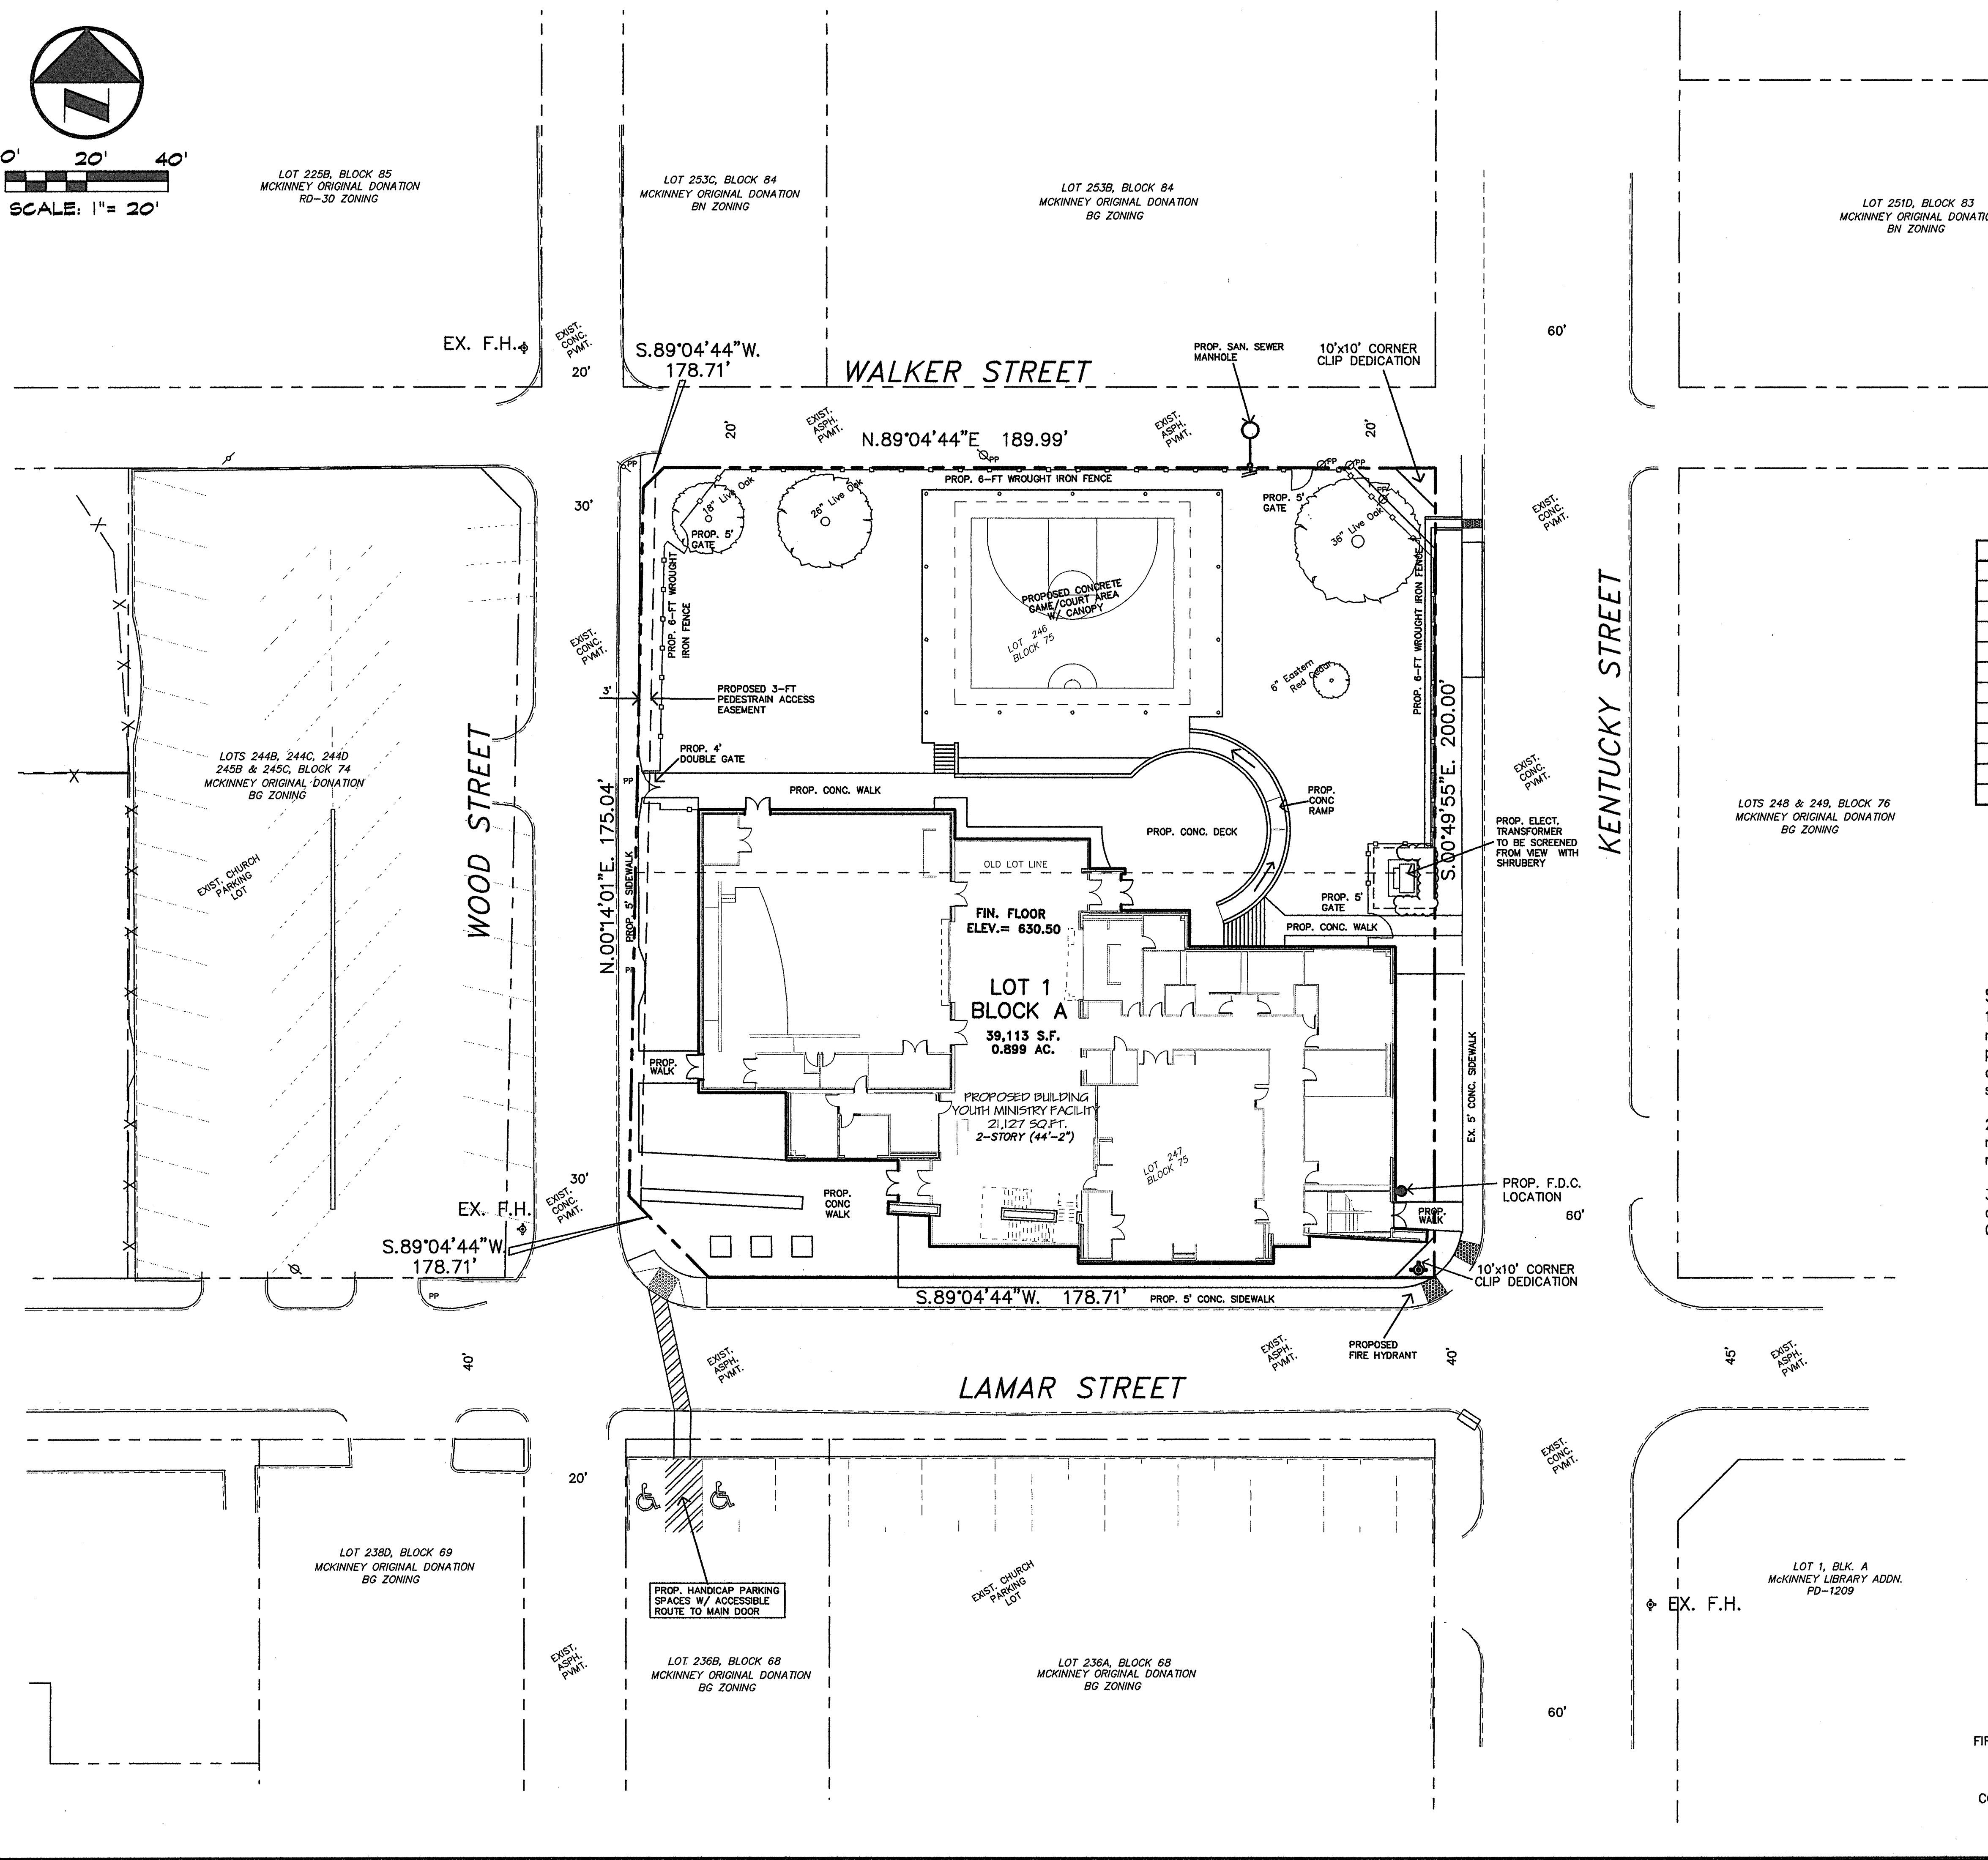 0' 20' 40'
SCALE: 1"= 20'
LOT 225B, BLOCK 85
MCKINNEY ORIGINAL DONATION
RD-30 ZONING
LOT 253C, BLOCK 84
MCKINNEY ORIGINAL DONATION
BN ZONING
LOT 253B, BLOCK 84
MCKINNEY ORIGINAL DONATION
BG ZONING
LOT 251D, BLOCK 83
MCKINNEY ORIGINAL
BN ZONING
EX. F.H.
EXIST.
CONC.
PVMT.
20'
S.89°04'44"W.
178.71'
WALKER STREET
PROP. SAN. SEWER
MANHOLE
10'x10' CORNER
CLIP DEDICATION
60'
20'
EXIST.
ASPH.
PVMT.
N.89°04'44"E 189.99'
PP
EXIST.
ASPH.
PVMT.
20'
PP
PP
PP
PROP. 6-FT WROUGHT IRON FENCE
30'
18" Live Oak
26" Live Oak
PROP. 5'
GATE
PROP. 5'
GATE
PP
36" Live Oak
EXIST.
CONC.
PVMT.
PROP. 6-FT WROUGHT
IRON FENCE
PROPOSED CONCRETE
GAME/COURT AREA
W/ CANOPY
LOT 246
BLOCK 75
PROP. 6-FT WROUGHT IRON FENCE
6" Eastern
Red Cedar
EXIST.
CONC.
PVMT.
3'
PROPOSED 3-FT
PEDESTRAIN ACCESS
EASEMENT
S.00°49'55"E. 200.00'
KENTUCKY STREET
WOOD STREET
LOTS 244B, 244C, 244D
245B & 245C, BLOCK 74
MCKINNEY ORIGINAL DONATION
BG ZONING
EXIST. CHURCH
PARKING
LOT
PROP. 4'
DOUBLE GATE
PP
PROP. CONC. WALK
PROP.
CONC
RAMP
PROP. CONC. DECK
EXIST.
CONC.
PVMT.
LOTS 248 & 249, BLOCK 76
MCKINNEY ORIGINAL DONATION
BG ZONING
PROP. ELECT.
TRANSFORMER
TO BE SCREENED
FROM VIEW WITH
SHRUBERY
N.00°14'01"E. 175.04'
PROP. 5' SIDEWALK
PP
OLD LOT LINE
FIN. FLOOR
ELEV.= 630.50
PROP. 5'
GATE
PROP. CONC. WALK
LOT 1
BLOCK A
39,113 S.F.
0.899 AC.
PROP.
WALK
PROPOSED BUILDING
YOUTH MINISTRY FACILITY
21,127 SQ.FT.
2-STORY (44'-2")
LOT 247
BLOCK 75
EX. 5' CONC. SIDEWALK
PROP.
CONC
WALK
PROP. F.D.C.
LOCATION
PROP.
WALK
60'
30'
EXIST.
CONC.
PVMT.
EX. F.H.
S.89°04'44"W.
178.71'
10'x10' CORNER
CLIP DEDICATION
PP
S.89°04'44"W. 178.71'
PROP. 5' CONC. SIDEWALK
PROPOSED
FIRE HYDRANT
40'
EXIST.
ASPH.
PVMT.
EXIST.
ASPH.
PVMT.
40'
45'
EXIST.
ASPH.
PVMT.
LAMAR STREET
EXIST.
CONC.
PVMT.
20'
LOT 238D, BLOCK 69
MCKINNEY ORIGINAL DONATION
BG ZONING
PROP. HANDICAP PARKING
SPACES W/ ACCESSIBLE
ROUTE TO MAIN DOOR
EXIST. CHURCH
PARKING
LOT
LOT 1, BLK. A
McKINNEY LIBRARY ADDN.
PD-1209
EX. F.H.
EXIST.
ASPH.
PVMT.
LOT 236B, BLOCK 68
MCKINNEY ORIGINAL DONATION
BG ZONING
LOT 236A, BLOCK 68
MCKINNEY ORIGINAL DONATION
BG ZONING
60'